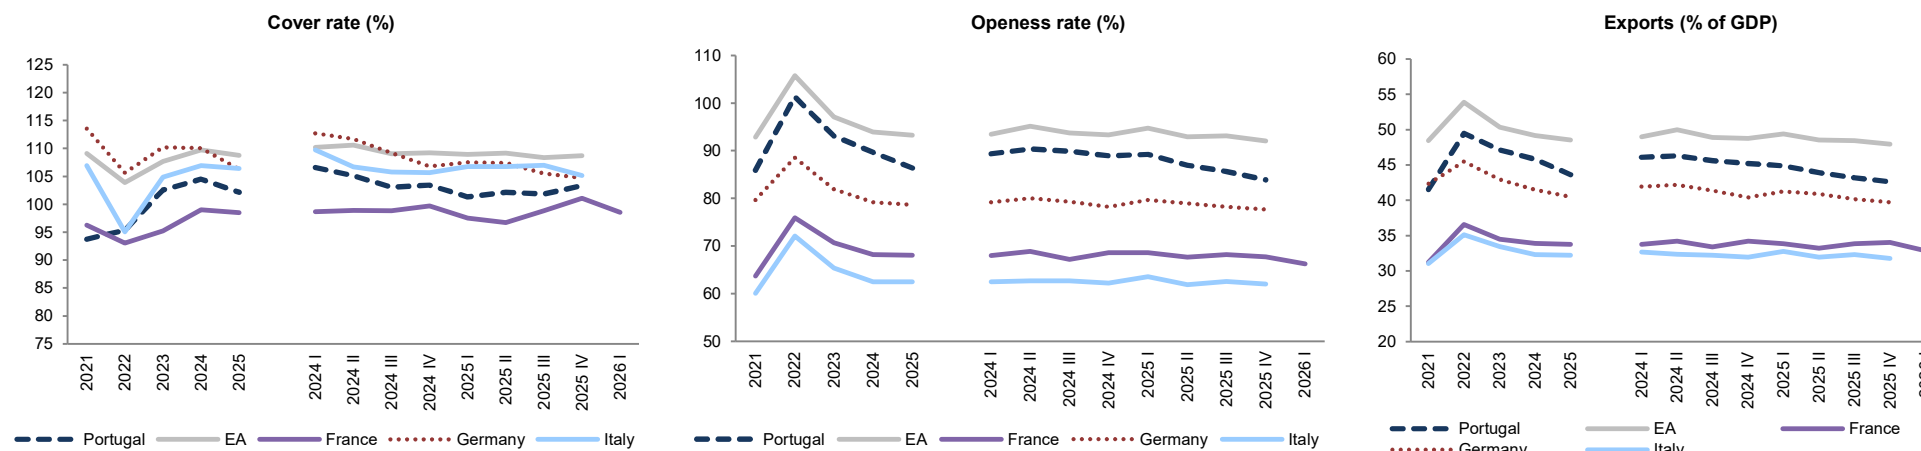 Cover rate (%)
125
120
115
110
105
100
95
90
85
80
75
2021
2022
2023
2024
2025
2024 I
2024 II
2024 III
2024 IV
2025 I
2025 II
2025 III
2025 IV
2026 I
Portugal EA France Germany Italy
Openess rate (%)
110
100
90
80
70
60
50
2021
2022
2023
2024
2025
2024 I
2024 II
2024 III
2024 IV
2025 I
2025 II
2025 III
2025 IV
2026 I
Portugal EA France Germany Italy
Exports (% of GDP)
60
55
50
45
40
35
30
25
20
2021
2022
2023
2024
2025
2024 I
2024 II
2024 III
2024 IV
2025 I
2025 II
2025 III
2025 IV
Portugal EA France
Germany Italy